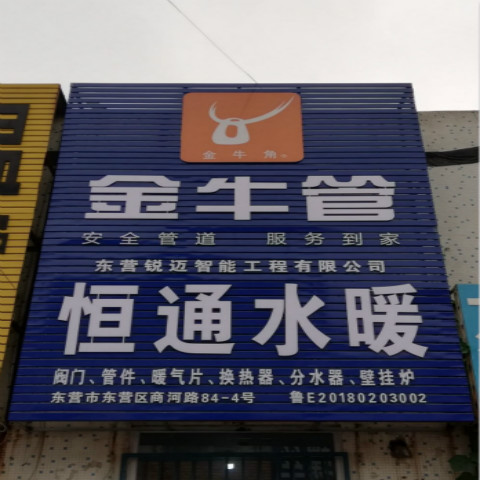 金牛角®
金牛管
安全管道 服务到家
东营锐迈智能工程有限公司
恒通水暖
阀门、管件、暖气片、换热器、分水器、壁挂炉
东营市东营区商河路84-4号 鲁E20180203002